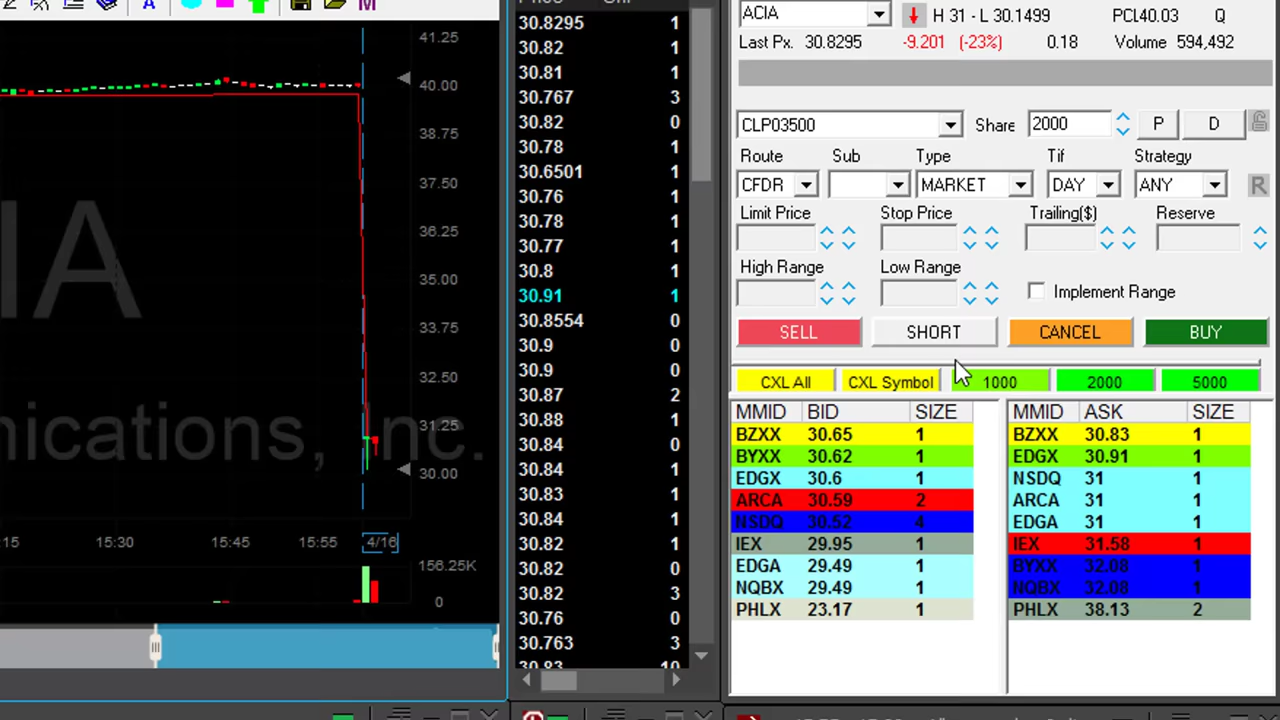 A
M
41.25
40.00
38.75
37.50
36.25
35.00
33.75
32.50
31.25
30.00
IA
nications, Inc.
:15
15:30
15:45
15:55
4/16
156.25K
0
30.8295 1
30.82 1
30.81 1
30.767 3
30.82 0
30.78 1
30.6501 1
30.76 1
30.78 1
30.77 1
30.8 1
30.91 1
30.8554 0
30.9 0
30.9 0
30.87 2
30.88 1
30.84 0
30.84 1
30.83 1
30.84 1
30.82 1
30.82 0
30.82 3
30.76 0
30.763 3
30.83 10
ACIA H 31 - L 30.1499 PCL40.03 Q
Last Px. 30.8295 -9.201 (-23%) 0.18 Volume 594,492
CLP03500 Share 2000 P D
Route Sub Type Tif Strategy
CFDR MARKET DAY ANY R
Limit Price Stop Price Trailing($) Reserve
High Range Low Range
Implement Range
SELL SHORT CANCEL BUY
CXL All CXL Symbol 1000 2000 5000
MMID BID SIZE MMID ASK SIZE
BZXX 30.65 1 BZXX 30.83 1
BYXX 30.62 1 EDGX 30.91 1
EDGX 30.6 1 NSDQ 31 1
ARCA 30.59 2 ARCA 31 1
NSDQ 30.52 4 EDGA 31 1
IEX 29.95 1 IEX 31.58 1
EDGA 29.49 1 BYXX 32.08 1
NQBX 29.49 1 NQBX 32.08 1
PHLX 23.17 1 PHLX 38.13 2